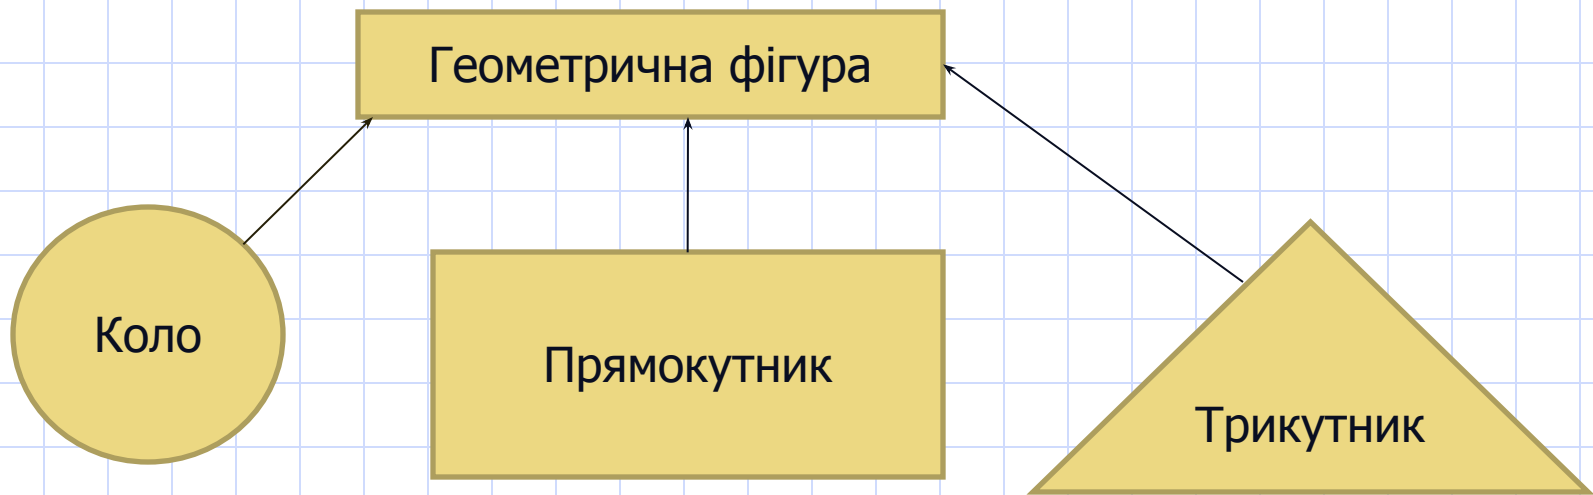 Геометрична фігура
Коло
Прямокутник
Трикутник